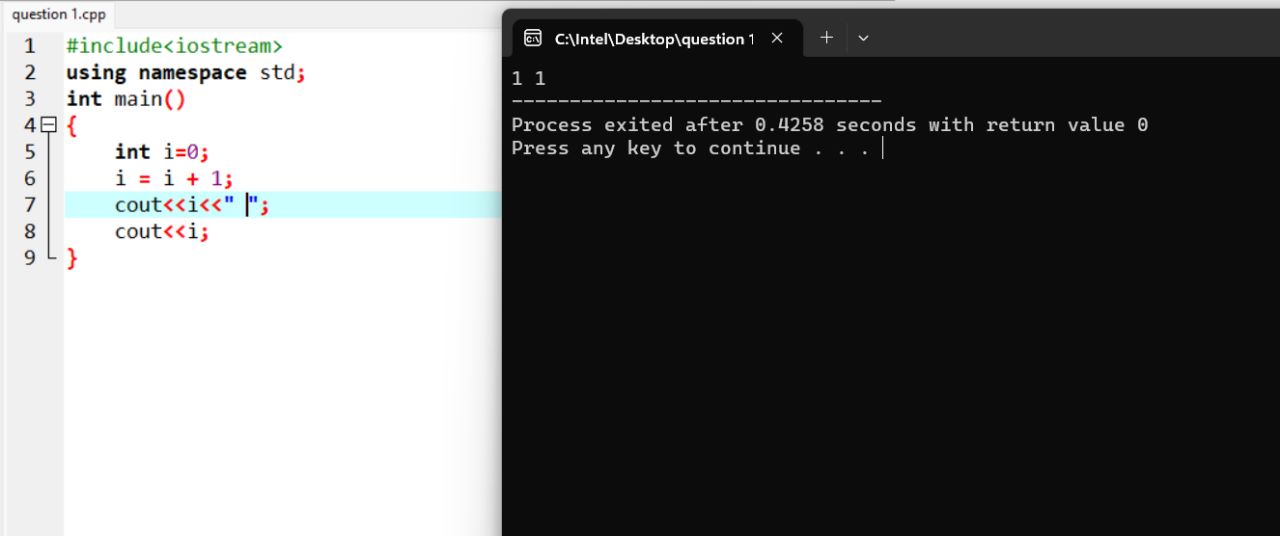 question 1.cpp
1 #include<iostream>
2 using namespace std;
3 int main()
4 {
5 int i=0;
6 i = i + 1;
7 cout<<i<<" ";
8 cout<<i;
9 }
C:\Intel\Desktop\question 1
1 1
--------------------------------
Process exited after 0.4258 seconds with return value 0
Press any key to continue . . .